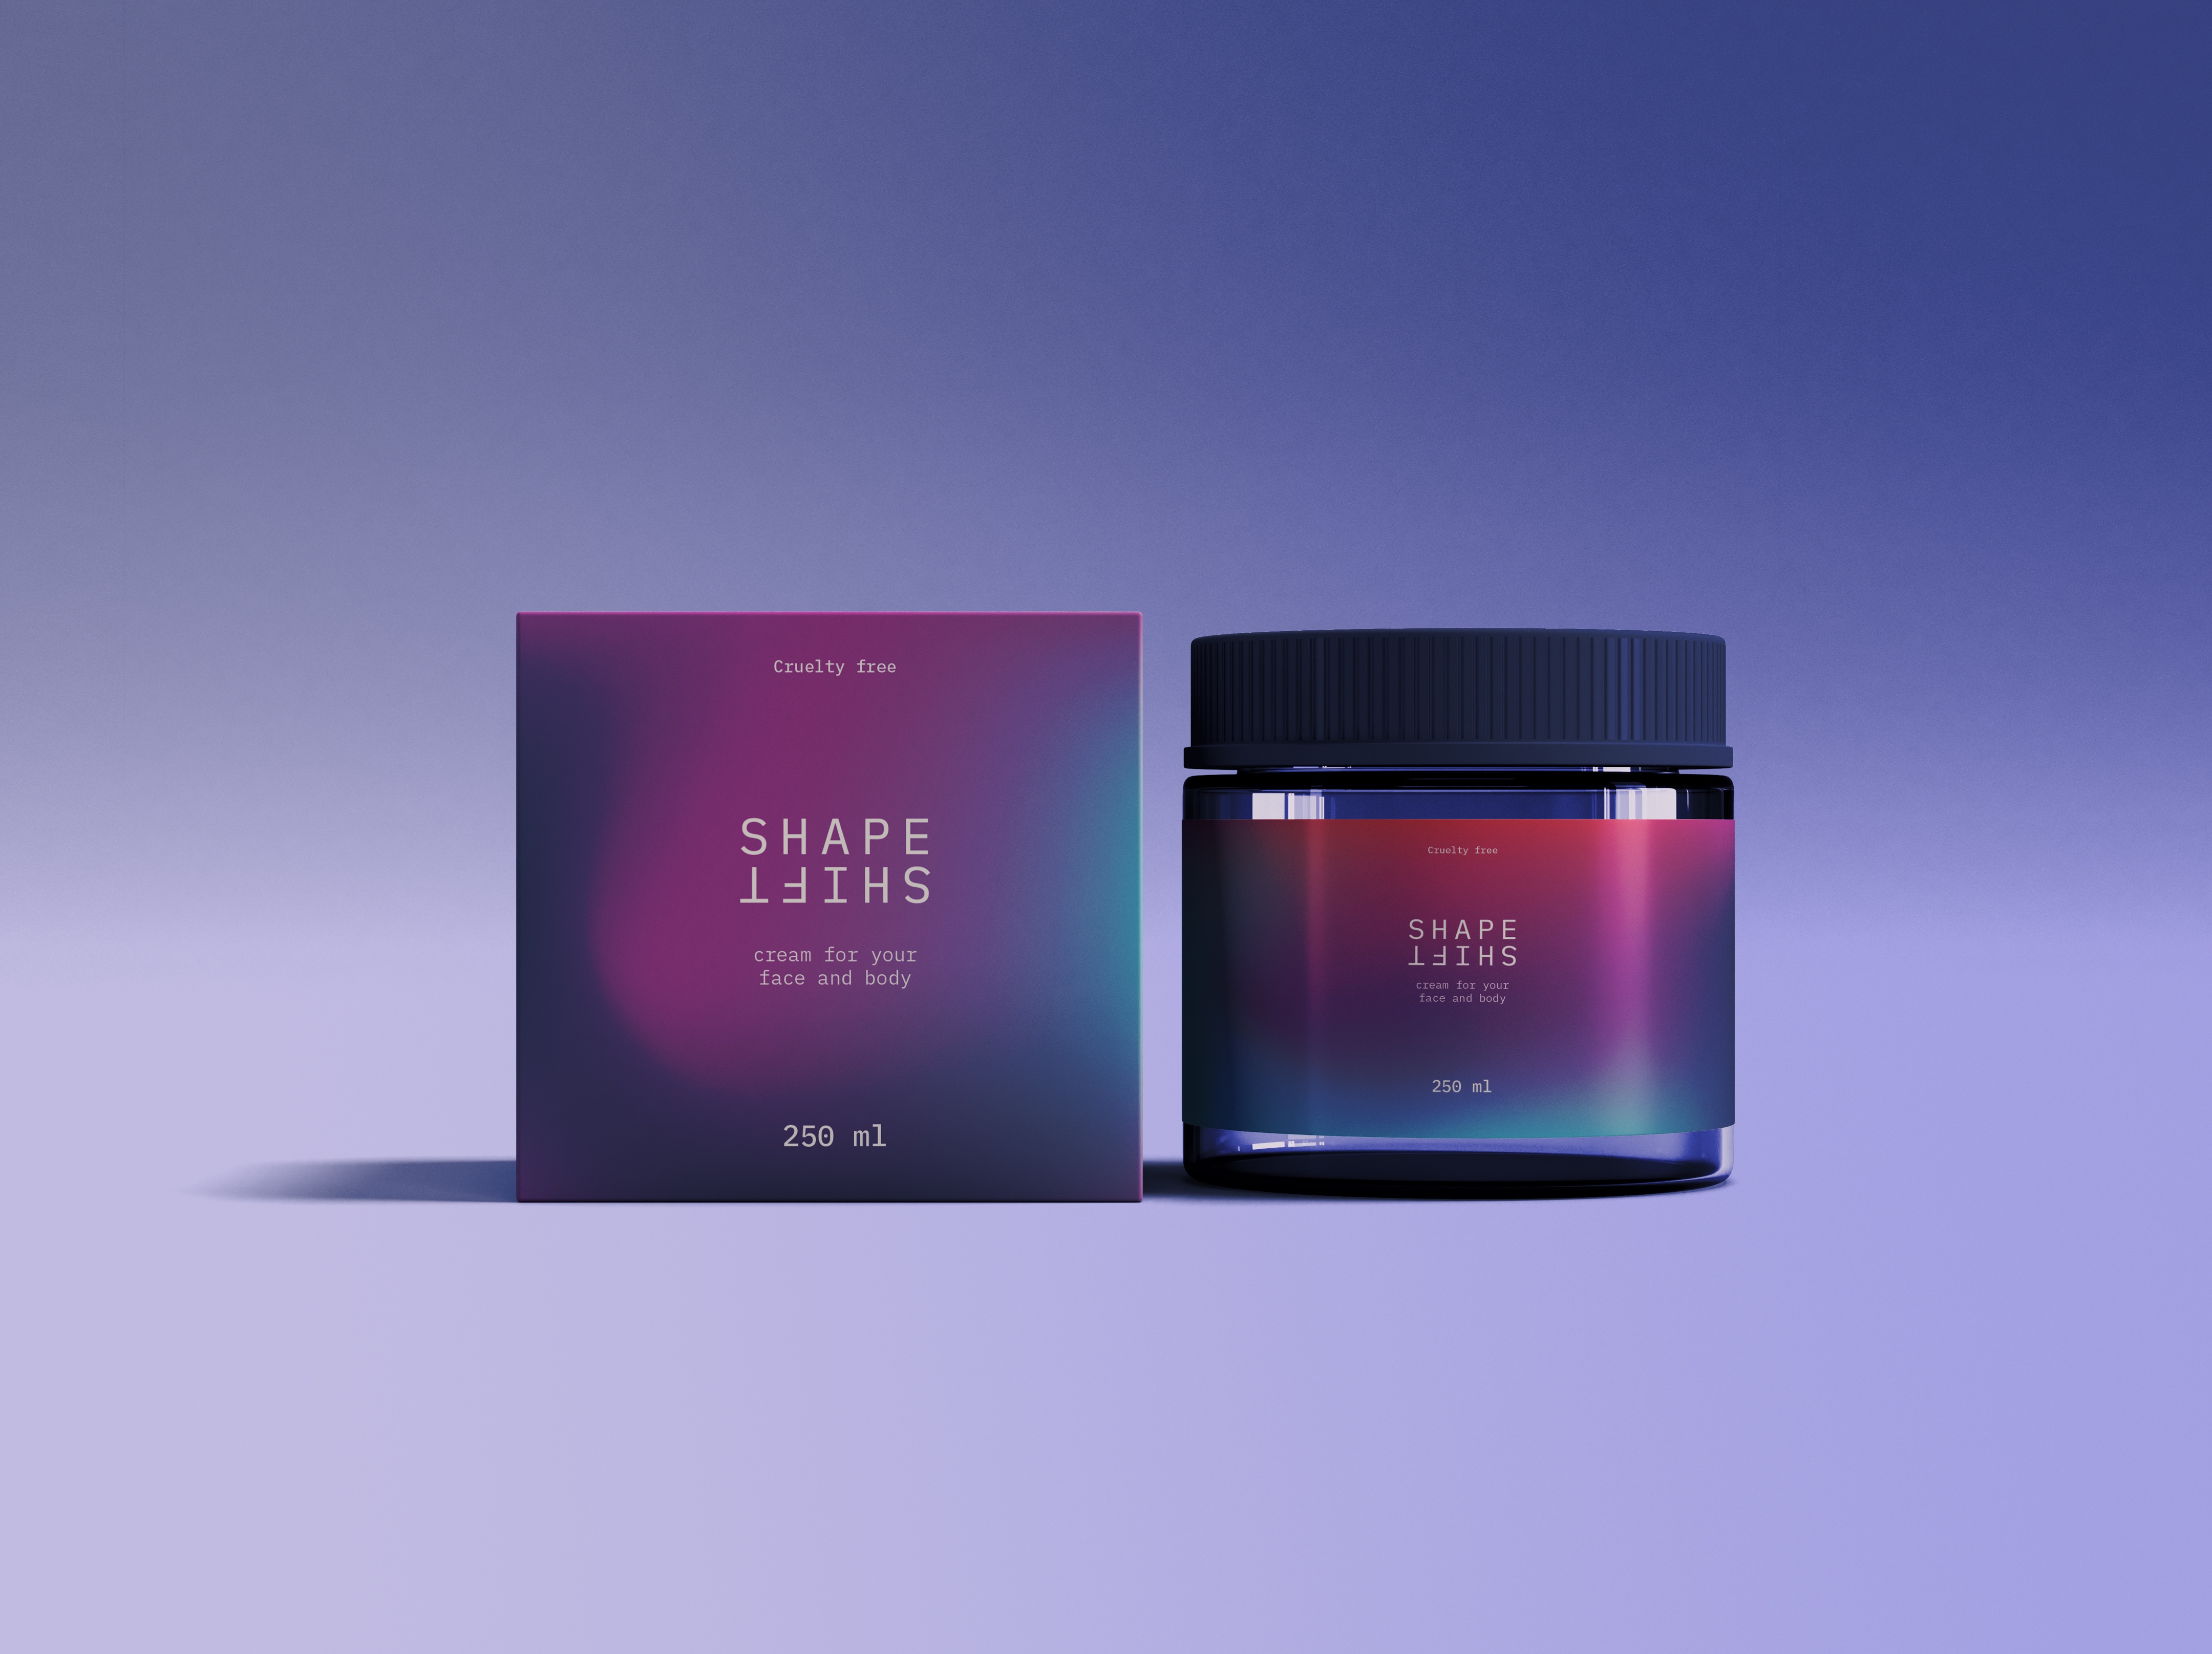 Cruelty free
SHAPE
SHIFT
cream for your
face and body
250 ml
Cruelty free
SHAPE
SHIFT
cream for your
face and body
250 ml